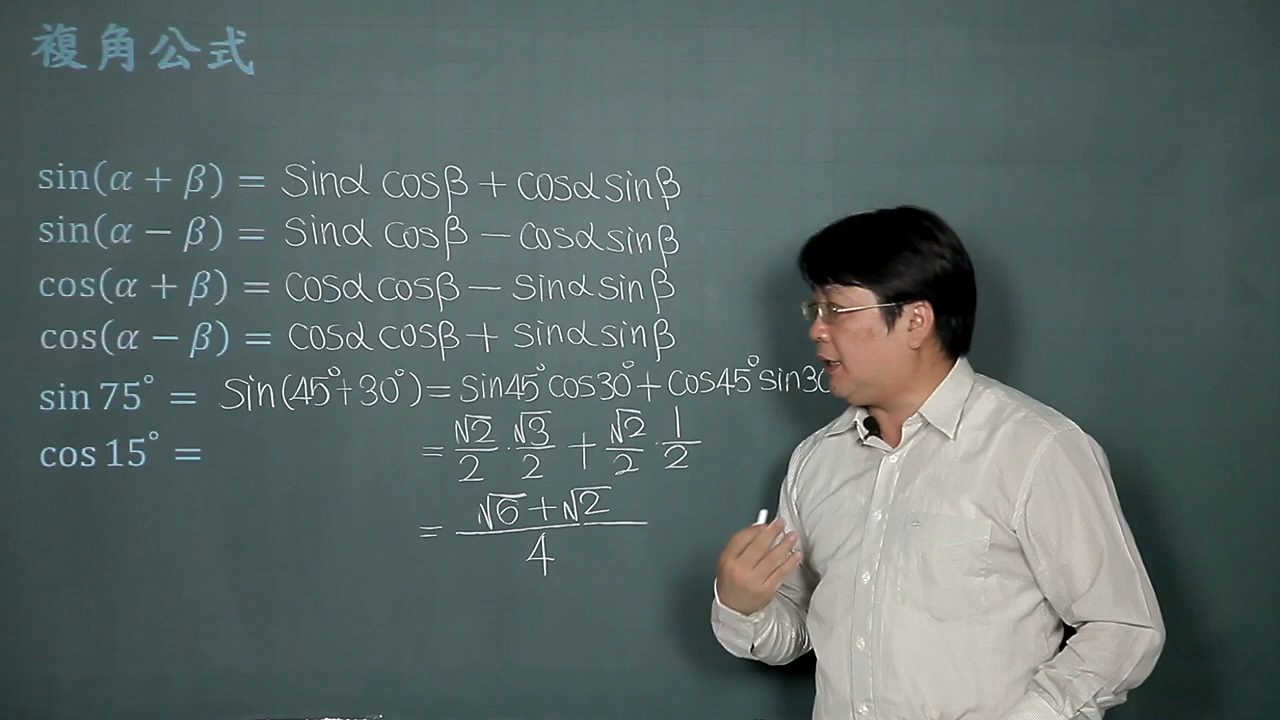 複角公式
sin(α + β) = sinα cosβ + cosα sinβ
sin(α − β) = sinα cosβ − cosα sinβ
cos(α + β) = cosα cosβ − sinα sinβ
cos(α − β) = cosα cosβ + sinα sinβ
sin 75° = sin(45°+30°) = sin45° cos30° + cos45° sin30
= √2/2 · √3/2 + √2/2 · 1/2
cos 15° =
= (√6 + √2)/4